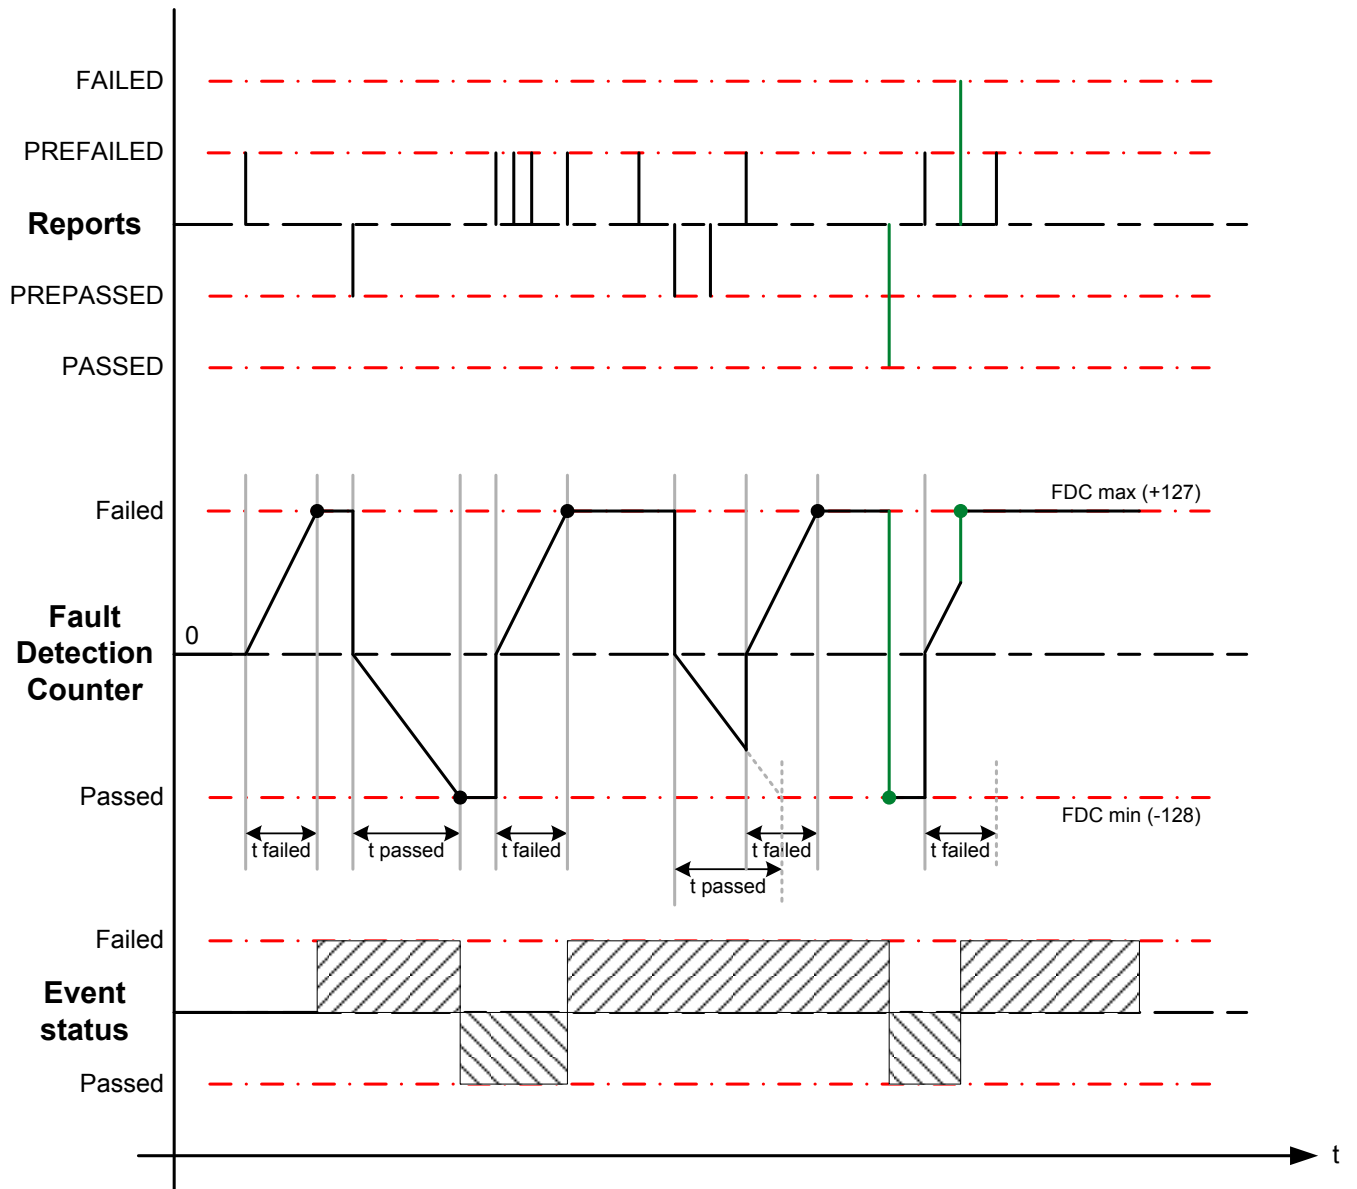 FAILED
PREFAILED
Reports
PREPASSED
PASSED
Failed
FDC max (+127)
0
Fault
Detection
Counter
Passed
FDC min (-128)
t failed
t passed
t failed
t failed
t failed
t passed
Failed
Event
status
Passed
t